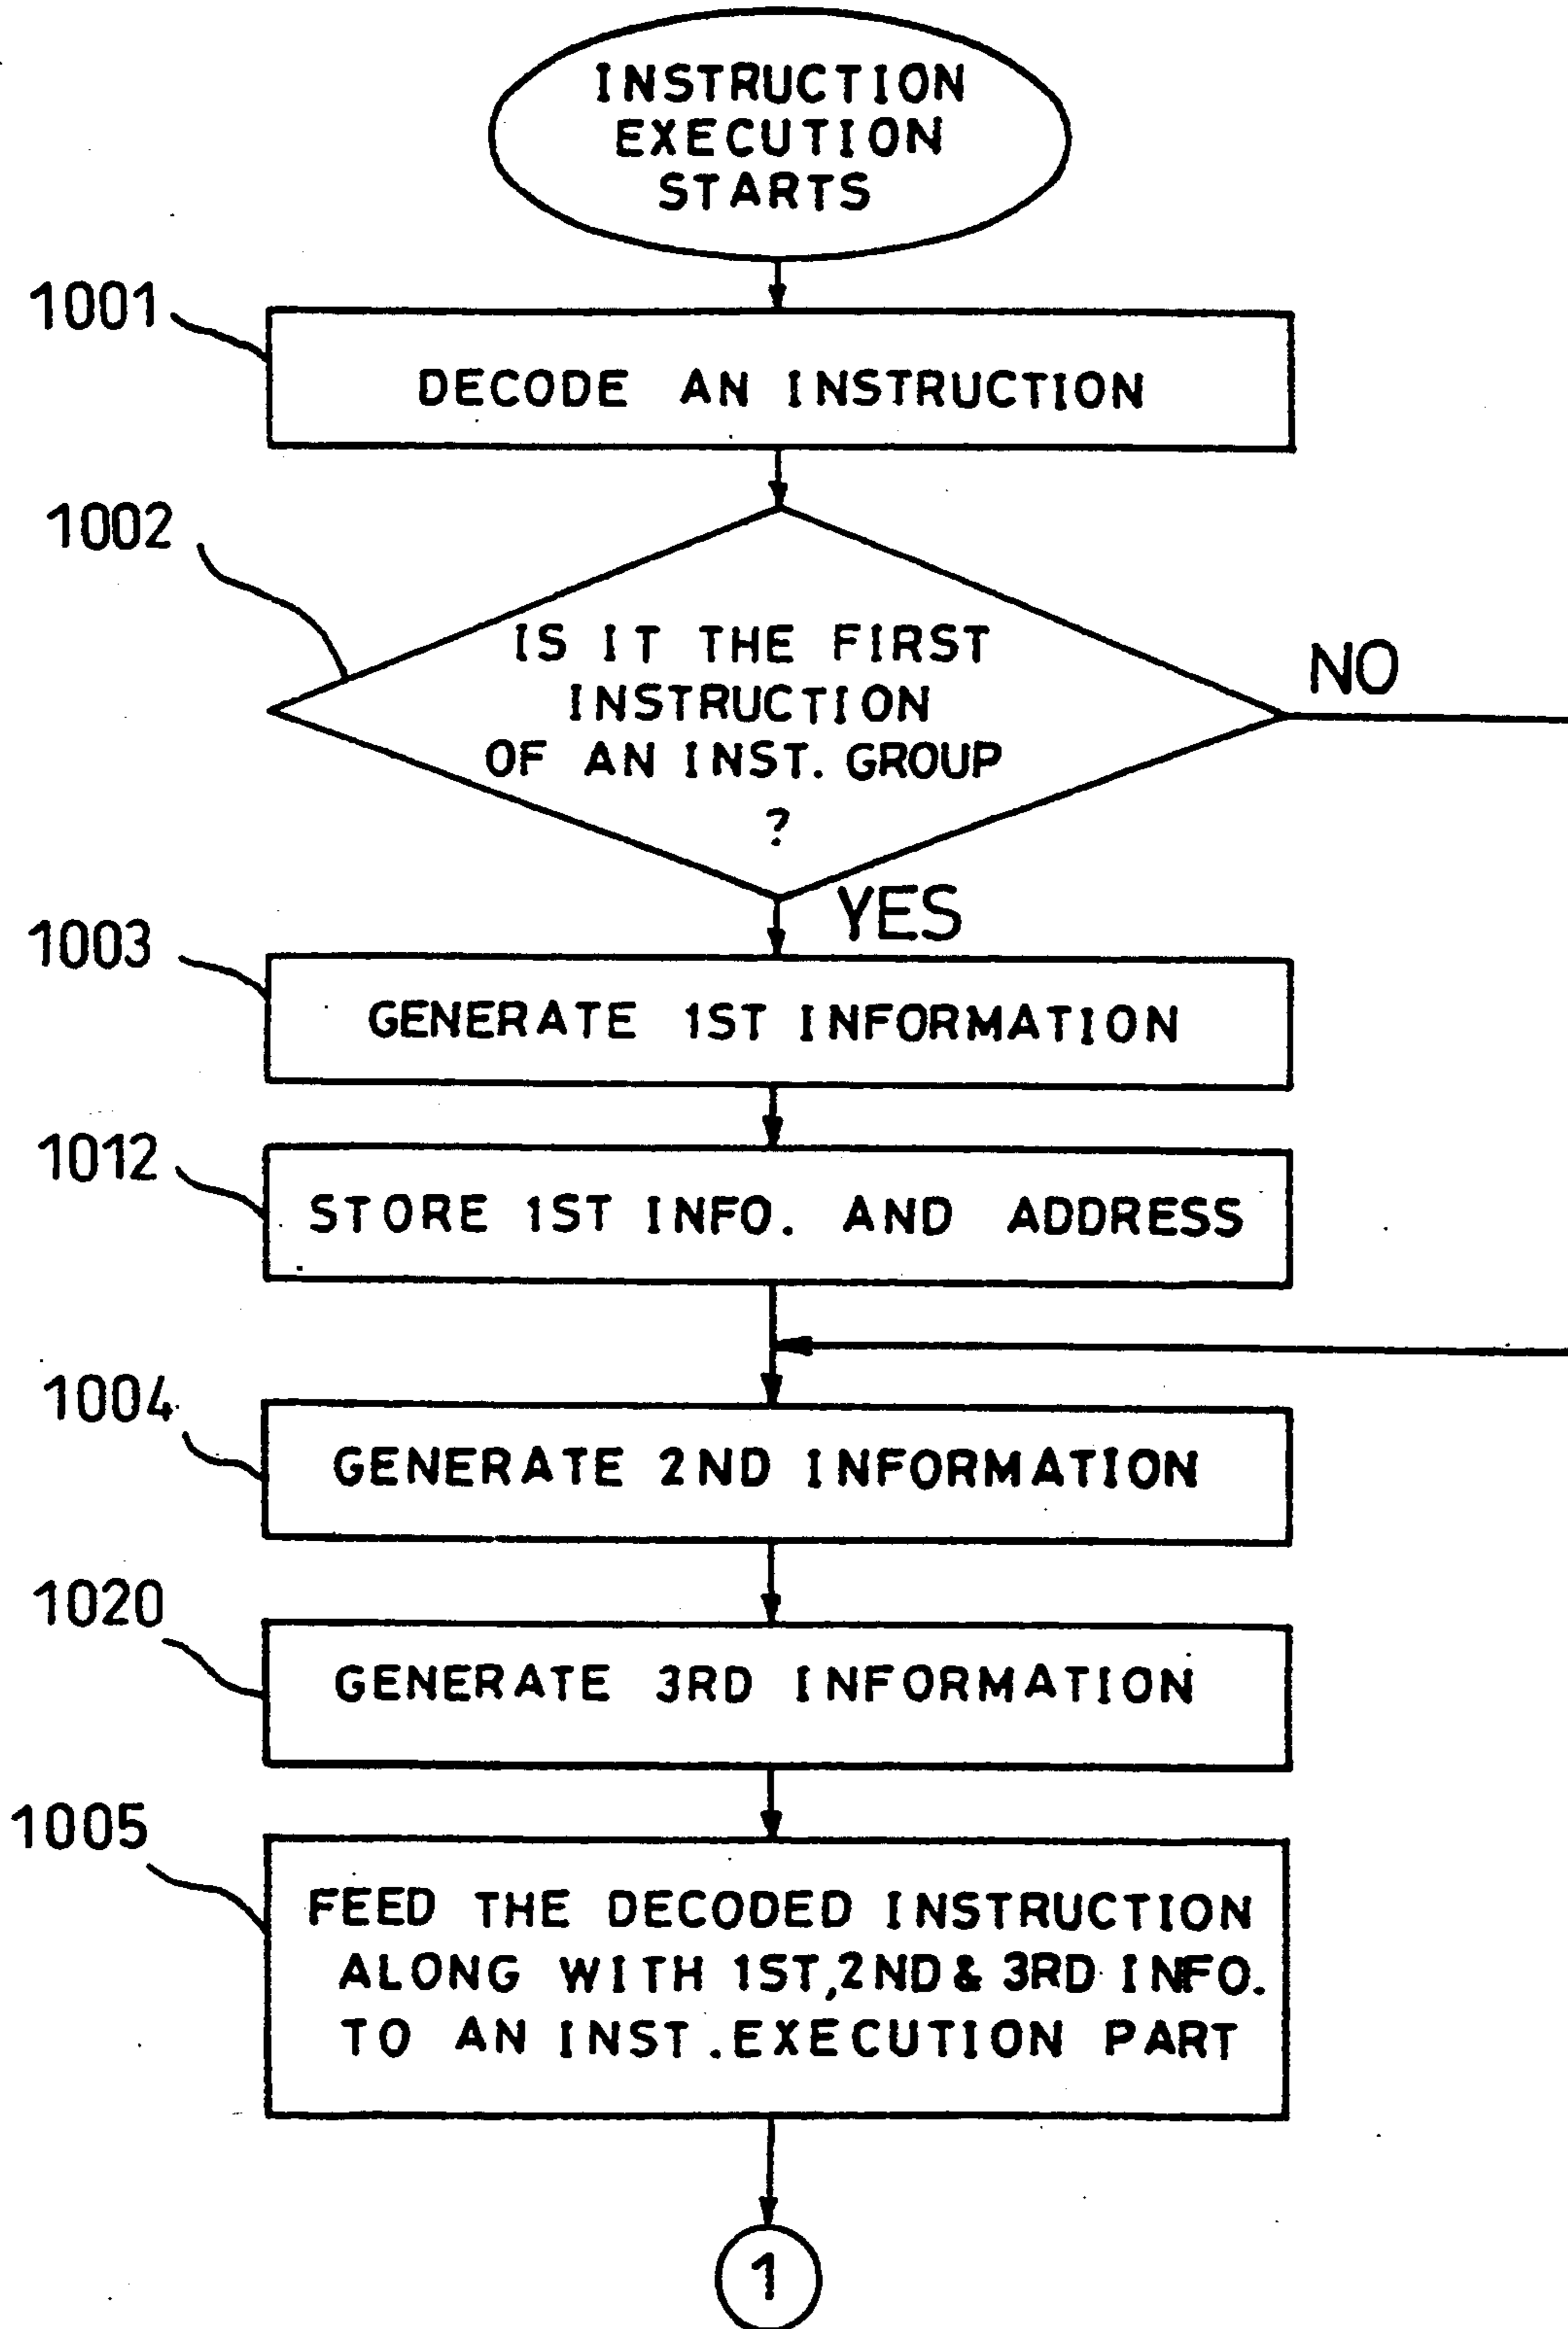 INSTRUCTION
EXECUTION
STARTS
1001
DECODE AN INSTRUCTION
1002
IS IT THE FIRST
INSTRUCTION
OF AN INST. GROUP
?
NO
YES
1003
GENERATE 1ST INFORMATION
1012
STORE 1ST INFO. AND ADDRESS
1004
GENERATE 2ND INFORMATION
1020
GENERATE 3RD INFORMATION
1005
FEED THE DECODED INSTRUCTION
ALONG WITH 1ST,2ND & 3RD INFO.
TO AN INST. EXECUTION PART
1